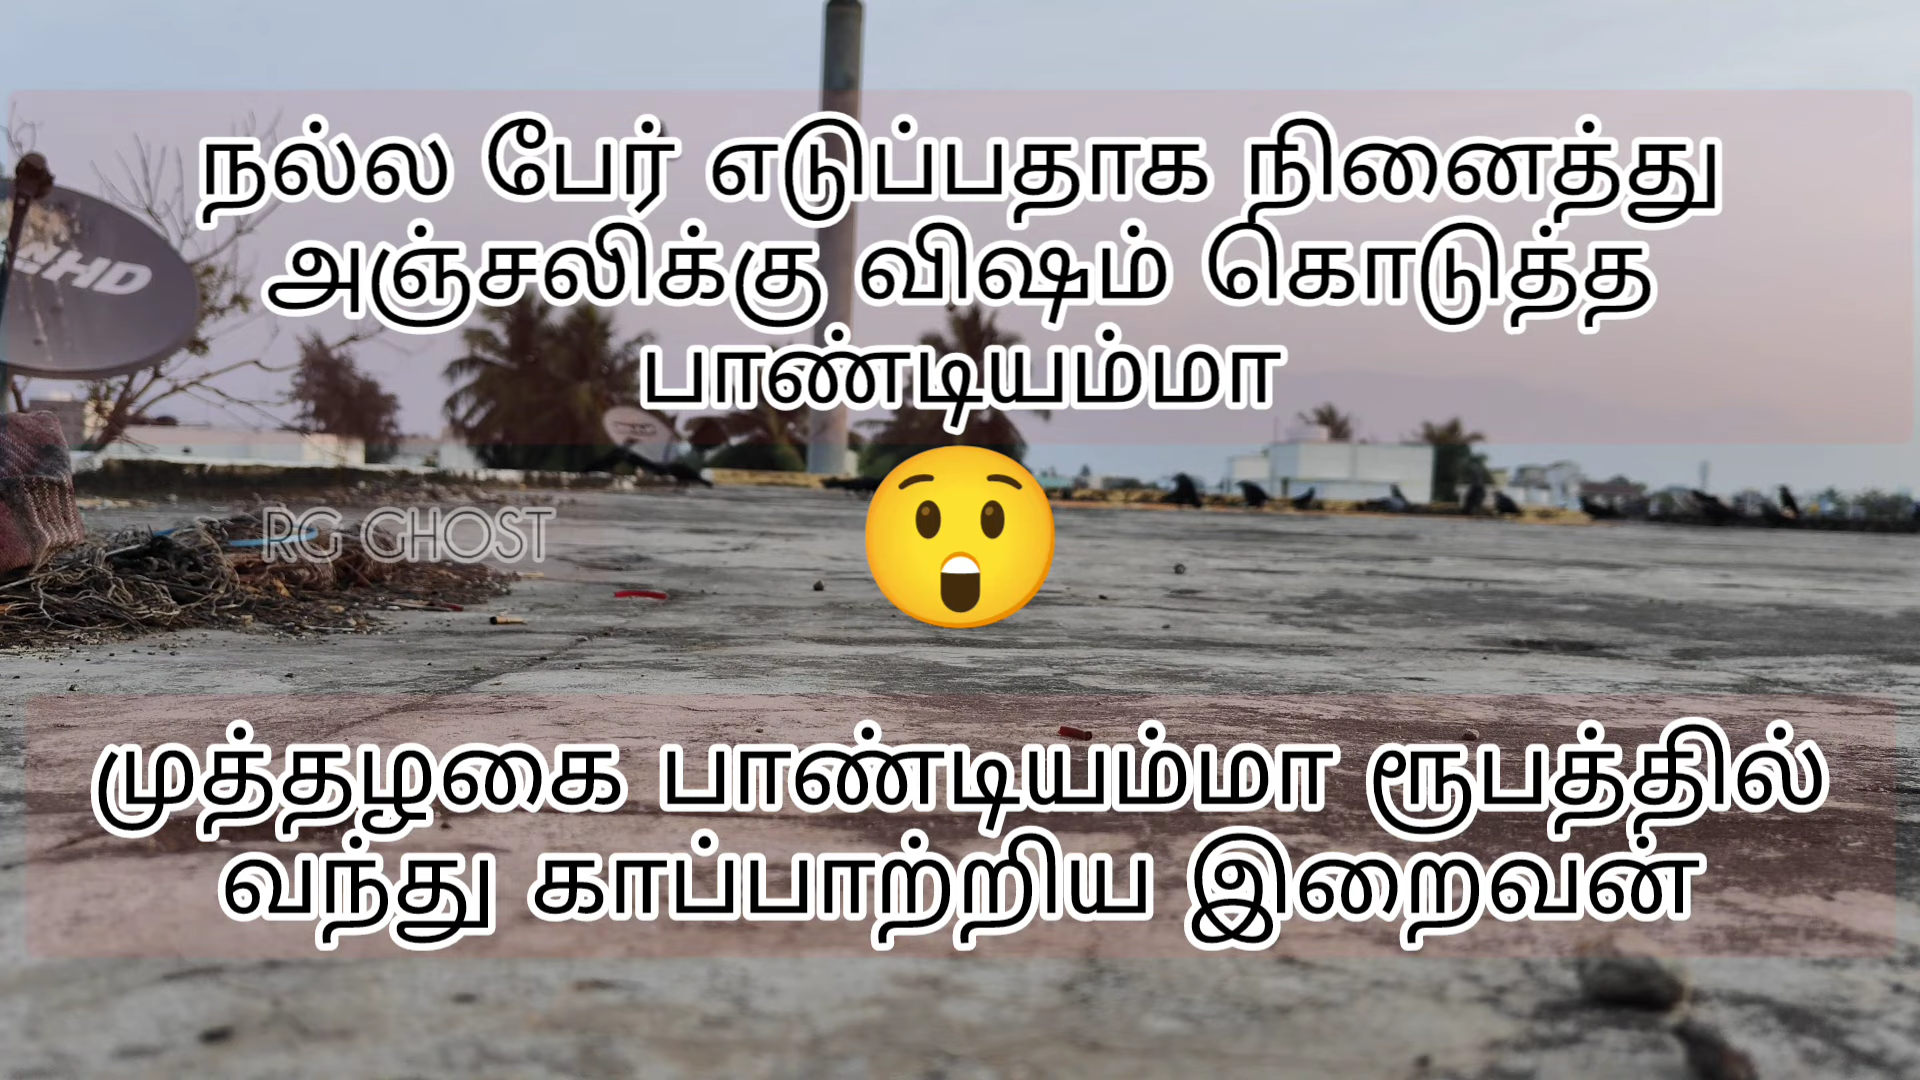 நல்ல பேர் எடுப்பதாக நினைத்து
அஞ்சலிக்கு விஷம் கொடுத்த
பாண்டியம்மா
RG GHOST
முத்தழகை பாண்டியம்மா ரூபத்தில்
வந்து காப்பாற்றிய இறைவன்